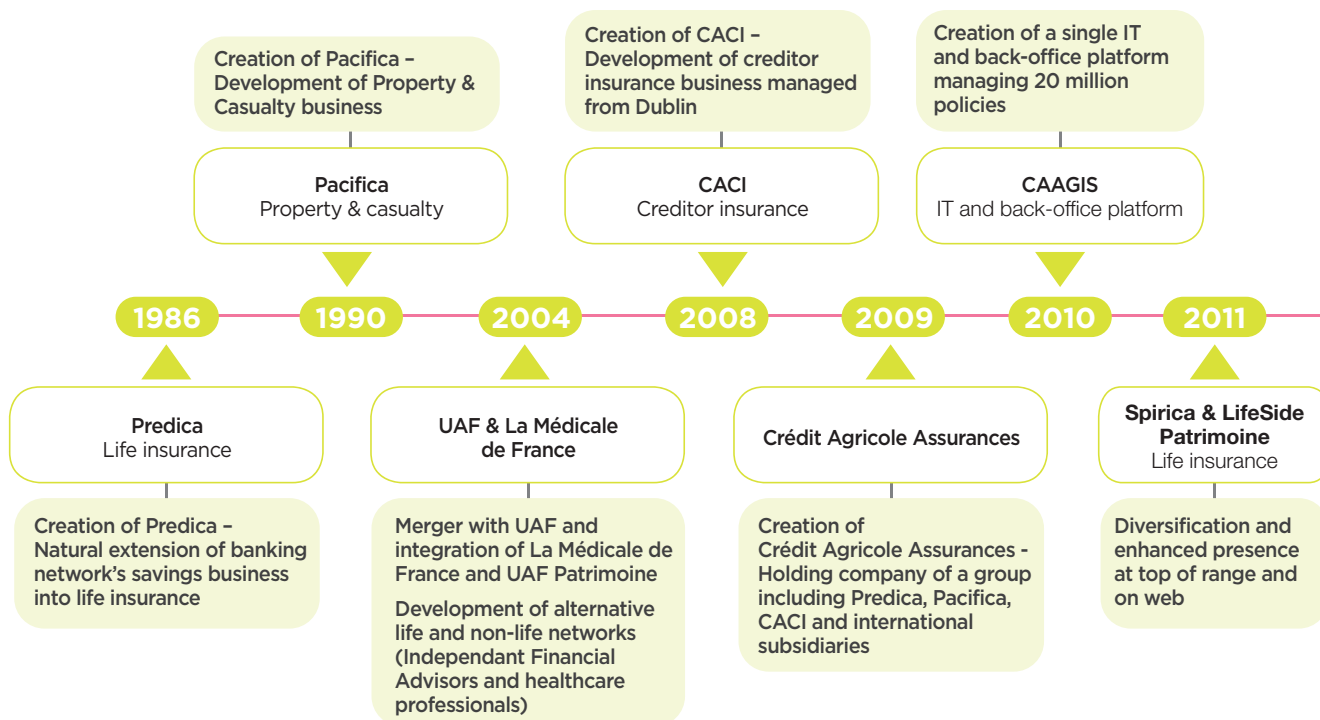 Creation of Pacifica –
Development of Property &
Casualty business
Creation of CACI –
Development of creditor
insurance business managed
from Dublin
Creation of a single IT
and back-office platform
managing 20 million
policies
Pacifica
Property & casualty
CACI
Creditor insurance
CAAGIS
IT and back-office platform
1986
1990
2004
2008
2009
2010
2011
Predica
Life insurance
UAF & La Médicale
de France
Crédit Agricole Assurances
Spirica & LifeSide
Patrimoine
Life insurance
Creation of Predica –
Natural extension of banking
network's savings business
into life insurance
Merger with UAF and
integration of La Médicale de
France and UAF Patrimoine
Development of alternative
life and non-life networks
(Independant Financial
Advisors and healthcare
professionals)
Creation of
Crédit Agricole Assurances -
Holding company of a group
including Predica, Pacifica,
CACI and international
subsidiaries
Diversification and
enhanced presence
at top of range and
on web